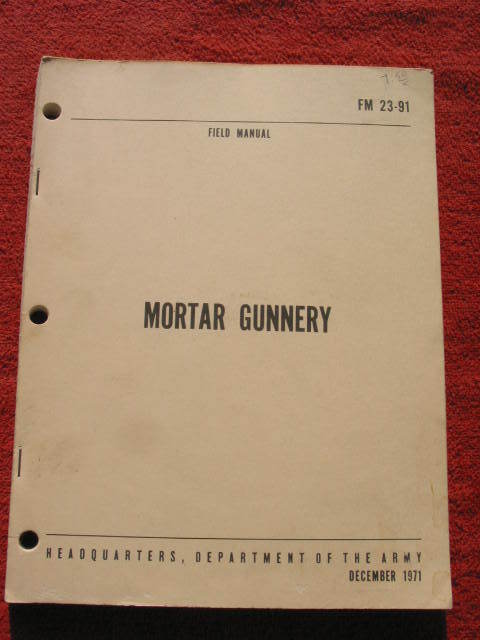 FM 23-91
FIELD MANUAL
MORTAR GUNNERY
HEADQUARTERS, DEPARTMENT OF THE ARMY
DECEMBER 1971